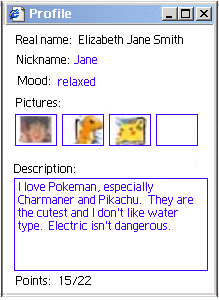 Profile
Real name: Elizabeth Jane Smith
Nickname: Jane
Mood: relaxed
Pictures:
Description:
I love Pokeman, especially
Charmaner and Pikachu. They are
the cutest and I don't like water
type. Electric isn't dangerous.
Points: 15/22